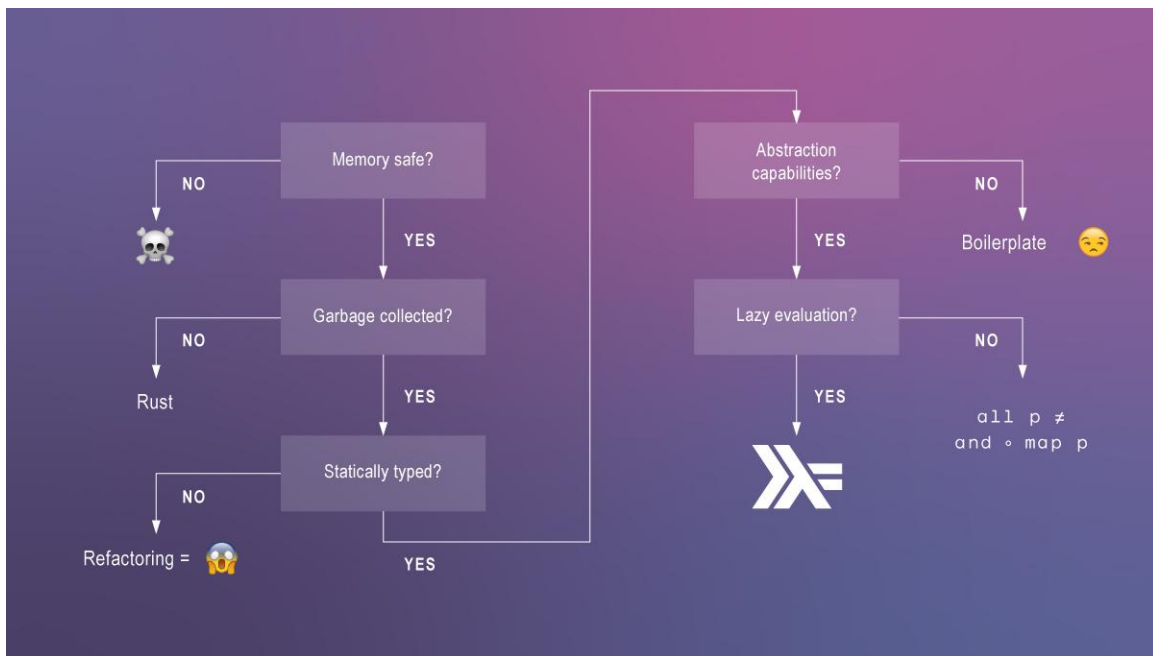 Memory safe?
NO
YES
Garbage collected?
NO
YES
Rust
Statically typed?
NO
YES
Refactoring = 😱
Abstraction
capabilities?
NO
YES
Boilerplate 😒
Lazy evaluation?
NO
YES
all p ≠
and ∘ map p